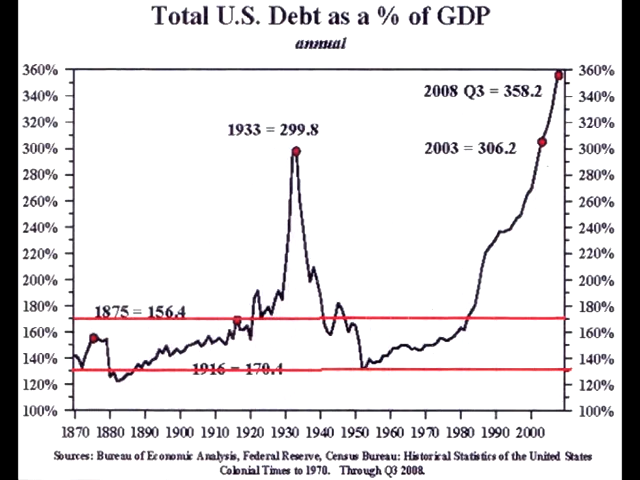 Total U.S. Debt as a % of GDP
annual
360% 360%
340% 2008 Q3 = 358.2 340%
320% 1933 = 299.8 320%
300% 2003 = 306.2 300%
280% 280%
260% 260%
240% 240%
220% 220%
200% 200%
180% 1875 = 156.4 180%
160% 160%
140% 1916 = 170.4 140%
120% 120%
100% 100%
1870 1880 1890 1900 1910 1920 1930 1940 1950 1960 1970 1980 1990 2000
Sources: Bureau of Economic Analysis, Federal Reserve, Census Bureau: Historical Statistics of the United States
Colonial Times to 1970. Through Q3 2008.